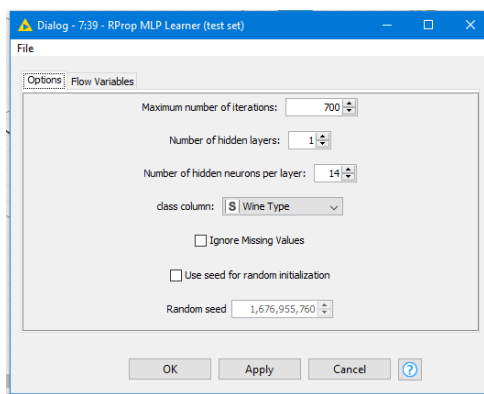 Dialog - 7:39 - RProp MLP Learner (test set)
File
Options Flow Variables
Maximum number of iterations: 700
Number of hidden layers: 1
Number of hidden neurons per layer: 14
class column: S Wine Type
Ignore Missing Values
Use seed for random initialization
Random seed 1,676,955,760
OK Apply Cancel ?